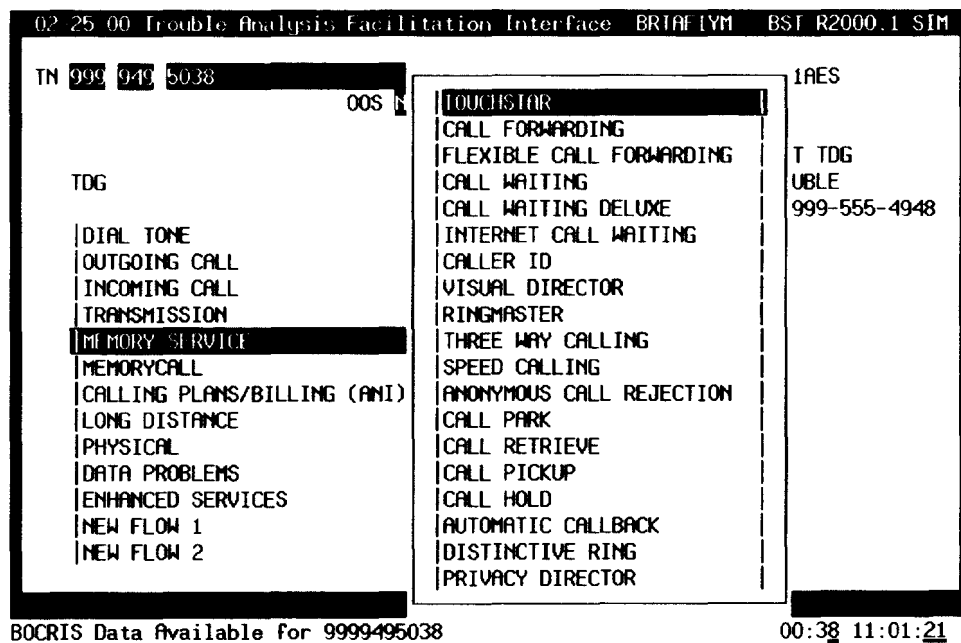 02-25-00 Trouble Analysis Facilitation Interface BRTAFIYM BST R2000.1 SIM
TN 999 949 5038 1AES
OOS N
TDG T TDG
UBLE
999-555-4948
DIAL TONE
OUTGOING CALL
INCOMING CALL
TRANSMISSION
MEMORY SERVICE
MEMORYCALL
CALLING PLANS/BILLING (ANI)
LONG DISTANCE
PHYSICAL
DATA PROBLEMS
ENHANCED SERVICES
NEW FLOW 1
NEW FLOW 2
TOUCHSTAR
CALL FORWARDING
FLEXIBLE CALL FORWARDING
CALL WAITING
CALL WAITING DELUXE
INTERNET CALL WAITING
CALLER ID
VISUAL DIRECTOR
RINGMASTER
THREE WAY CALLING
SPEED CALLING
ANONYMOUS CALL REJECTION
CALL PARK
CALL RETRIEVE
CALL PICKUP
CALL HOLD
AUTOMATIC CALLBACK
DISTINCTIVE RING
PRIVACY DIRECTOR
BOCRIS Data Available for 9999495038 00:38 11:01:21